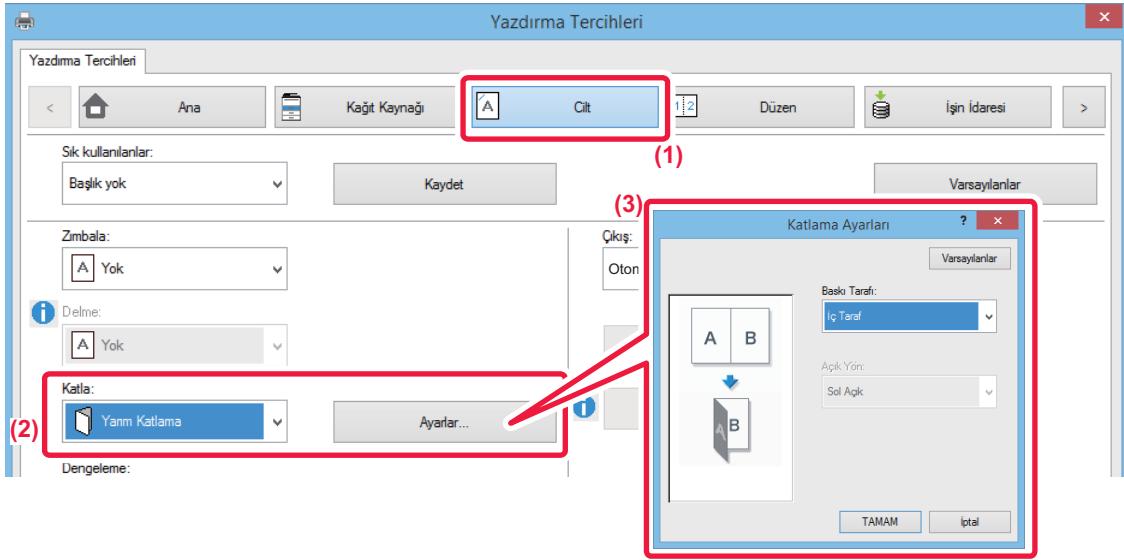 Yazdırma Tercihleri
Yazdırma Tercihleri
< Ana Kağıt Kaynağı A Cilt 1 2 Düzen İşin İdaresi >
(1)
Sık kullanılanlar:
Başlık yok Kaydet Varsayılanlar
Zımbala:
A Yok
Delme:
A Yok
Katla:
(2) Yarım Katlama Ayarlar...
Dengeleme:
Çıkış:
Oton
(3)
Katlama Ayarları ?
Varsayılanlar
Baskı Tarafı:
İç Taraf
Açık Yön:
Sol Açık
A B
A B
TAMAM İptal